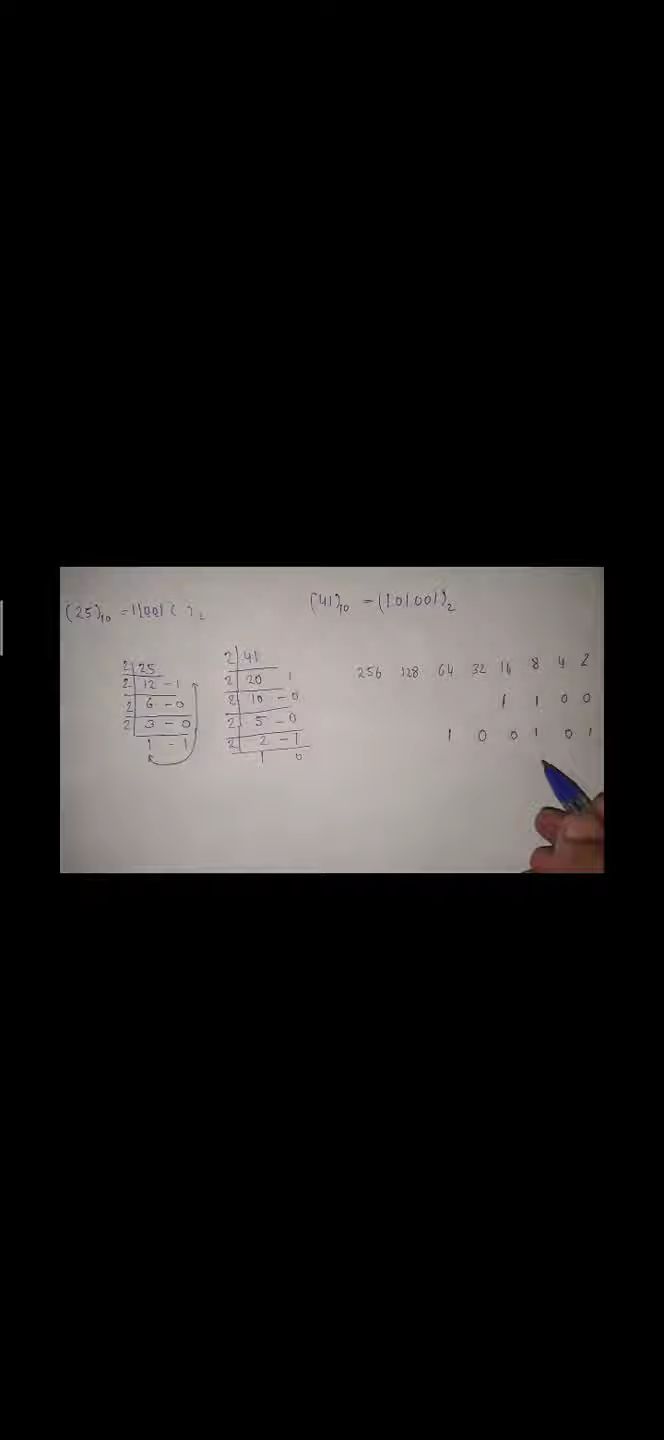 (25)10 = 11001 ( )2
2 25
2 12 - 1
2 6 - 0
2 3 - 0
1 - 1
(41)10 = (101001)2
2 41
2 20 1
2 10 - 0
2 5 - 0
2 2 - 1
1 0
256 128 64 32 16 8 4 2
1 1 0 0
1 0 0 1 0 1